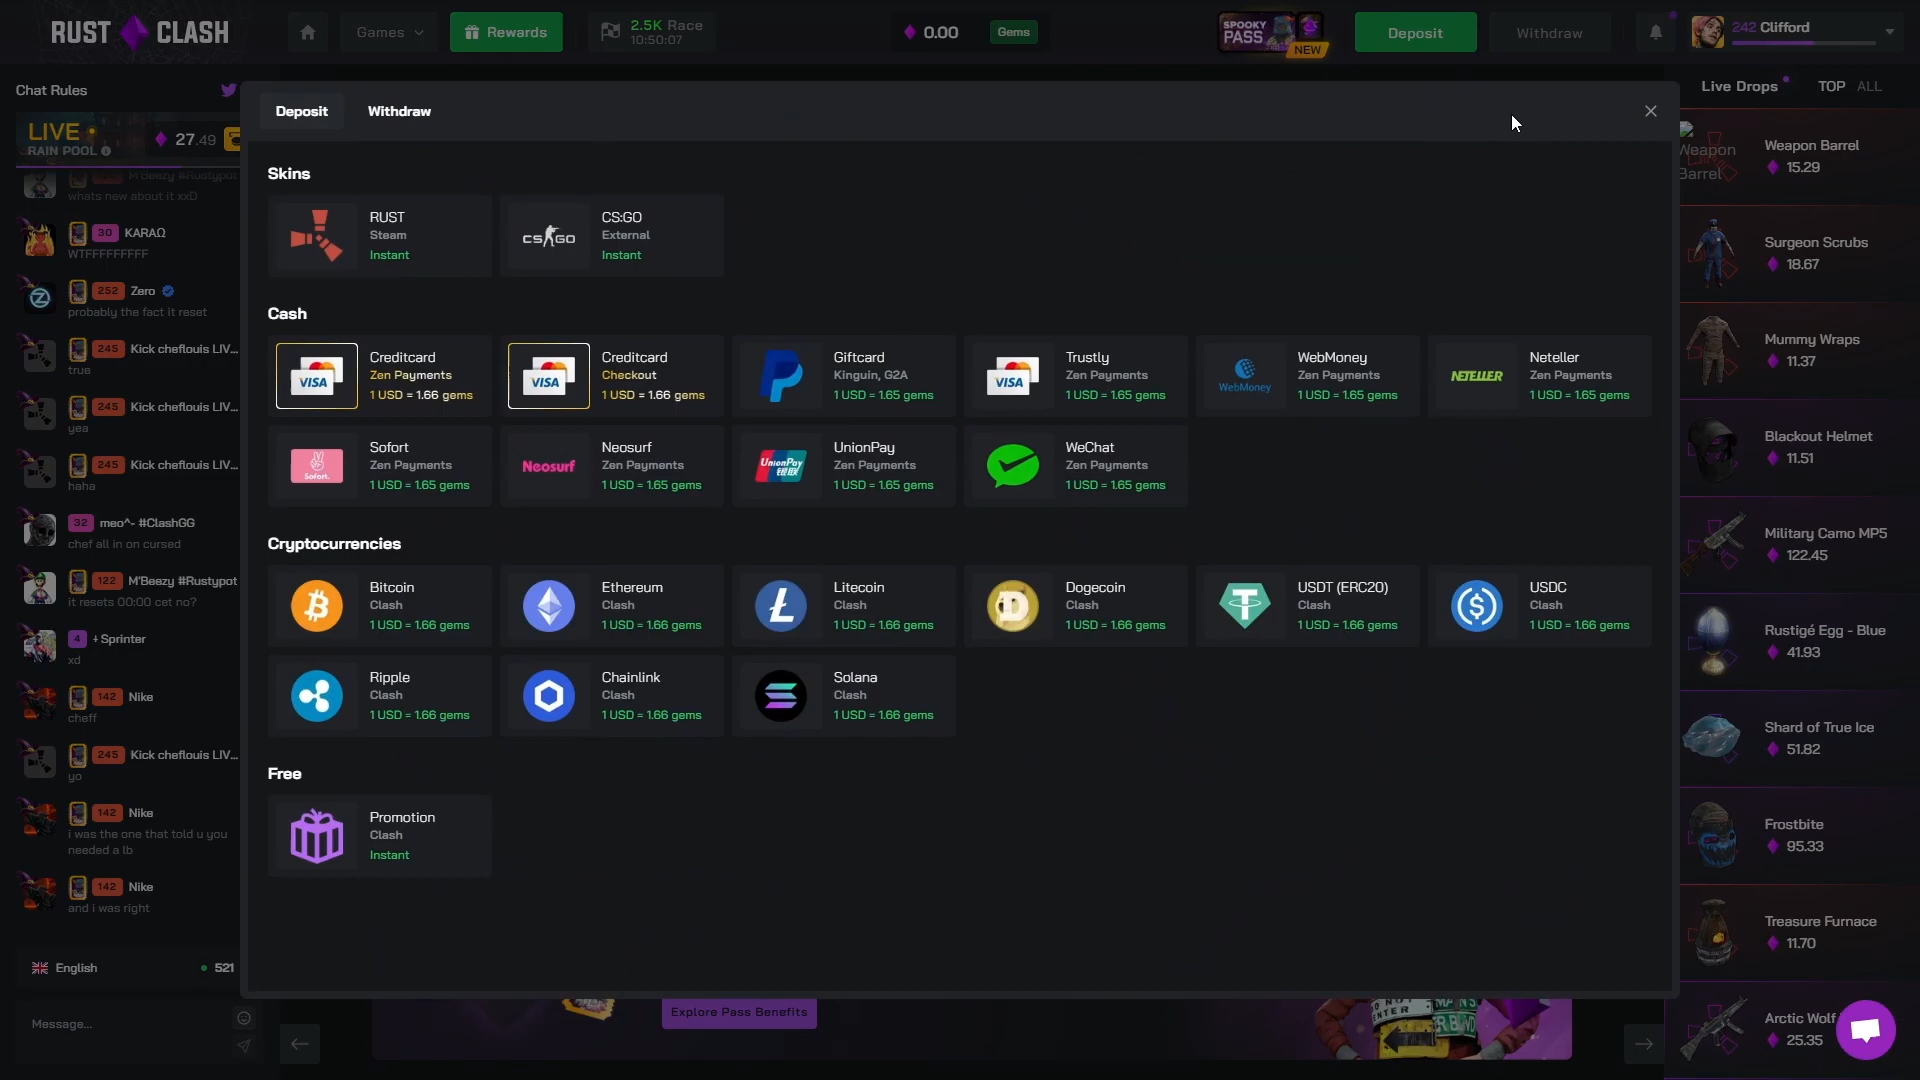 RUST CLASH
Games
Rewards
2.5K Race
10:50:07
0.00
Gems
SPOOKY
PASS
NEW
Deposit
Withdraw
242 Clifford
Chat Rules
LIVE
RAIN POOL
27.49
M'Beezy #Rustypot
whats new about it xxD
30 KARAΩ
WTFFFFFFFFF
252 Zero
probably the fact it reset
245 Kick cheflouis LIV...
true
245 Kick cheflouis LIV...
yea
245 Kick cheflouis LIV...
haha
32 meo^- #ClashGG
chef all in on cursed
122 M'Beezy #Rustypot
it resets 00:00 cet no?
4 Sprinter
xd
142 Nike
cheff
245 Kick cheflouis LIV...
yo
142 Nike
i was the one that told u you
needed a lb
142 Nike
and i was right
English
521
Message...
Deposit
Withdraw
Skins
RUST
Steam
Instant
CS:GO
CS:GO
External
Instant
Cash
VISA
Creditcard
Zen Payments
1 USD = 1.66 gems
VISA
Creditcard
Checkout
1 USD = 1.66 gems
Giftcard
Kinguin, G2A
1 USD = 1.65 gems
VISA
Trustly
Zen Payments
1 USD = 1.65 gems
WebMoney
WebMoney
Zen Payments
1 USD = 1.65 gems
NETELLER
Neteller
Zen Payments
1 USD = 1.65 gems
Sofort.
Sofort
Zen Payments
1 USD = 1.65 gems
Neosurf
Neosurf
Zen Payments
1 USD = 1.65 gems
UnionPay
银联
UnionPay
Zen Payments
1 USD = 1.65 gems
WeChat
Zen Payments
1 USD = 1.65 gems
Cryptocurrencies
Bitcoin
Clash
1 USD = 1.66 gems
Ethereum
Clash
1 USD = 1.66 gems
Litecoin
Clash
1 USD = 1.66 gems
Dogecoin
Clash
1 USD = 1.66 gems
USDT (ERC20)
Clash
1 USD = 1.66 gems
USDC
Clash
1 USD = 1.66 gems
Ripple
Clash
1 USD = 1.66 gems
Chainlink
Clash
1 USD = 1.66 gems
Solana
Clash
1 USD = 1.66 gems
Free
Promotion
Clash
Instant
Explore Pass Benefits
Live Drops
TOP
ALL
Weapon
Barrel
Weapon Barrel
15.29
Surgeon Scrubs
18.67
Mummy Wraps
11.37
Blackout Helmet
11.51
Military Camo MP5
122.45
Rustigé Egg - Blue
41.93
Shard of True Ice
51.82
Frostbite
95.33
Treasure Furnace
11.70
Arctic Wolf
25.35